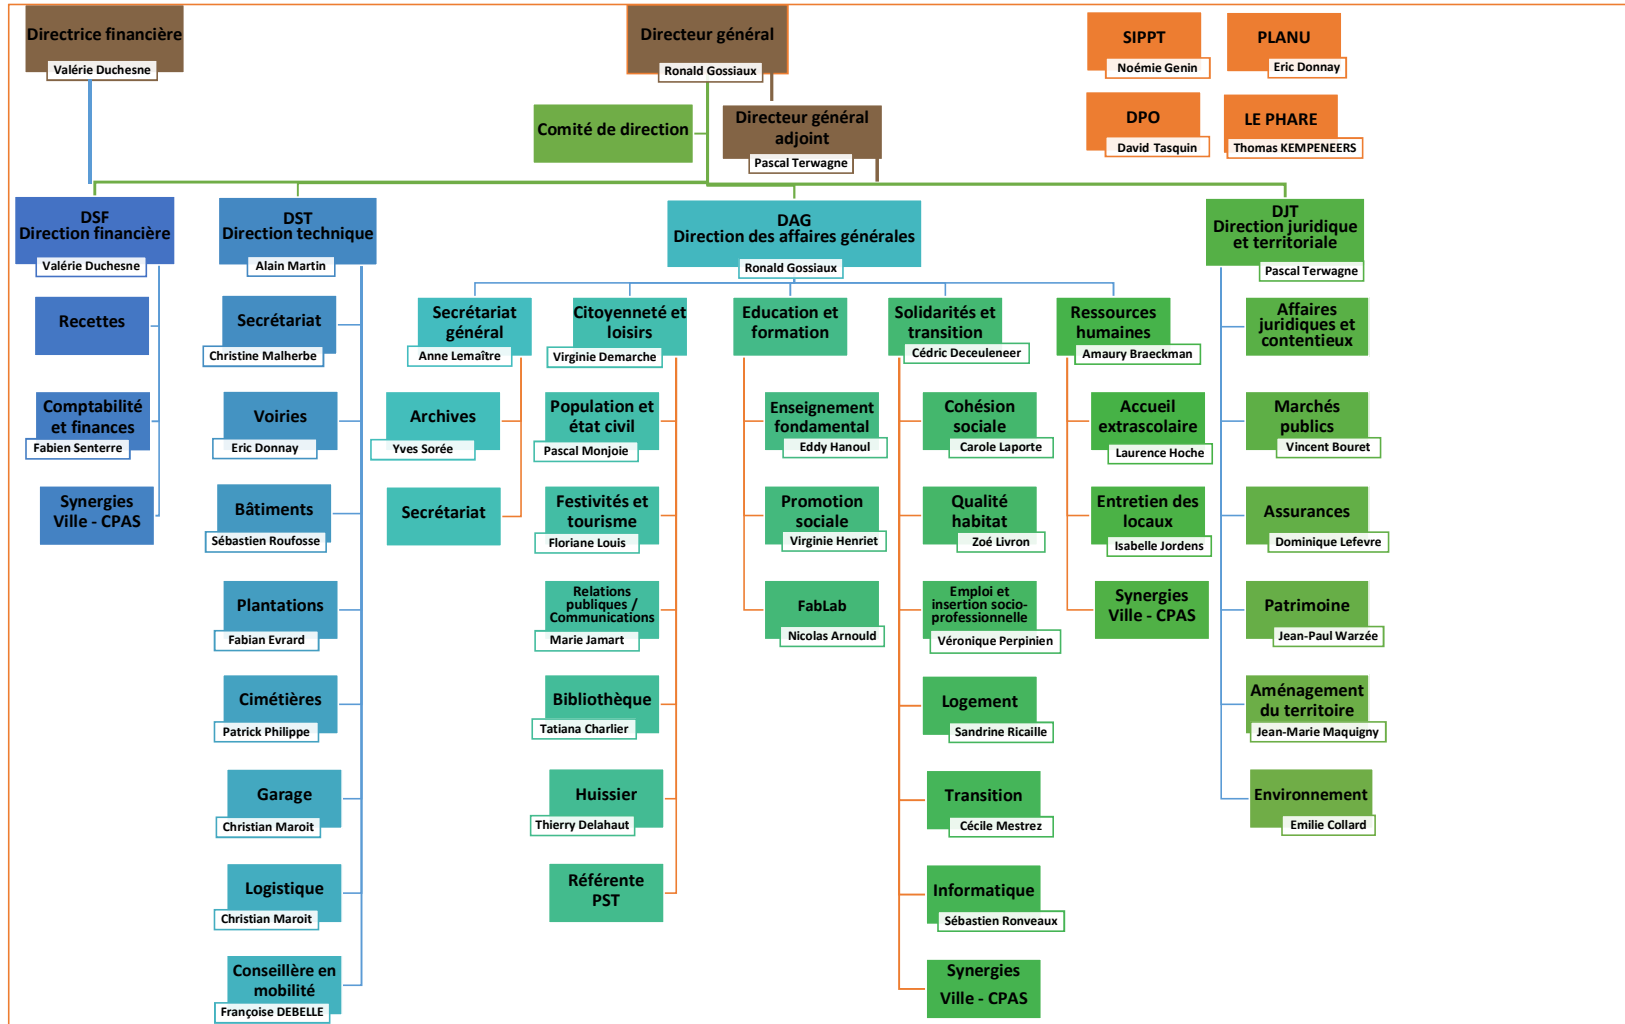 Directrice financière
Valérie Duchesne
Directeur général
Ronald Gossiaux
SIPPT
Noémie Genin
PLANU
Eric Donnay
Comité de direction
Directeur général
adjoint
Pascal Terwagne
DPO
David Tasquin
LE PHARE
Thomas KEMPENEERS
DSF
Direction financière
Valérie Duchesne
Recettes
Comptabilité
et finances
Fabien Senterre
Synergies
Ville - CPAS
DST
Direction technique
Alain Martin
Secrétariat
Christine Malherbe
Voiries
Eric Donnay
Bâtiments
Sébastien Roufosse
Plantations
Fabian Evrard
Cimétières
Patrick Philippe
Garage
Christian Maroit
Logistique
Christian Maroit
Conseillère en
mobilité
Françoise DEBELLE
DAG
Direction des affaires générales
Ronald Gossiaux
Secrétariat
général
Anne Lemaître
Archives
Yves Sorée
Secrétariat
Citoyenneté et
loisirs
Virginie Demarche
Population et
état civil
Pascal Monjoie
Festivités et
tourisme
Floriane Louis
Relations
publiques /
Communications
Marie Jamart
Bibliothèque
Tatiana Charlier
Huissier
Thierry Delahaut
Référente
PST
Education et
formation
Enseignement
fondamental
Eddy Hanoul
Promotion
sociale
Virginie Henriet
FabLab
Nicolas Arnould
Solidarités et
transition
Cédric Deceuleneer
Cohésion
sociale
Carole Laporte
Qualité
habitat
Zoé Livron
Emploi et
insertion socio-
professionnelle
Véronique Perpinien
Logement
Sandrine Ricaille
Transition
Cécile Mestrez
Informatique
Sébastien Ronveaux
Synergies
Ville - CPAS
Ressources
humaines
Amaury Braeckman
Accueil
extrascolaire
Laurence Hoche
Entretien des
locaux
Isabelle Jordens
Synergies
Ville - CPAS
DJT
Direction juridique
et territoriale
Pascal Terwagne
Affaires
juridiques et
contentieux
Marchés
publics
Vincent Bouret
Assurances
Dominique Lefevre
Patrimoine
Jean-Paul Warzée
Aménagement
du territoire
Jean-Marie Maquigny
Environnement
Emilie Collard